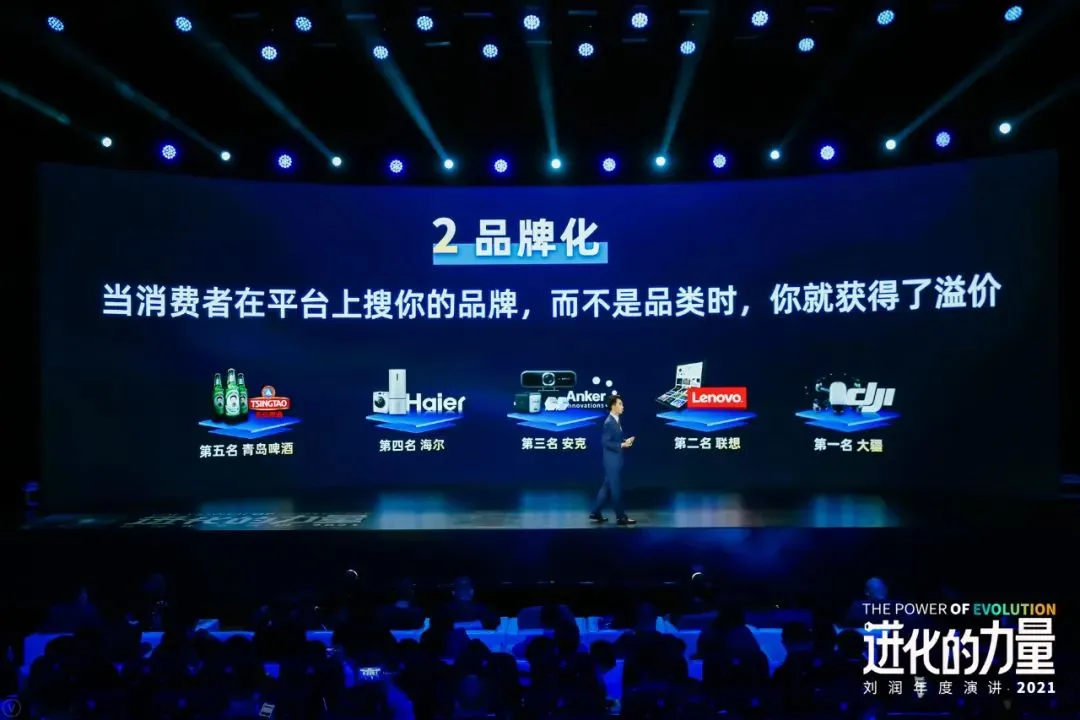 2 品牌化
当消费者在平台上搜你的品牌，而不是品类时，你就获得了溢价
TSINGTAO
Haier
Anker
Innovations
Lenovo
dji
第五名 青岛啤酒
第四名 海尔
第三名 安克
第二名 联想
第一名 大疆
THE POWER OF EVOLUTION
进化的力量
刘润年度演讲·2021